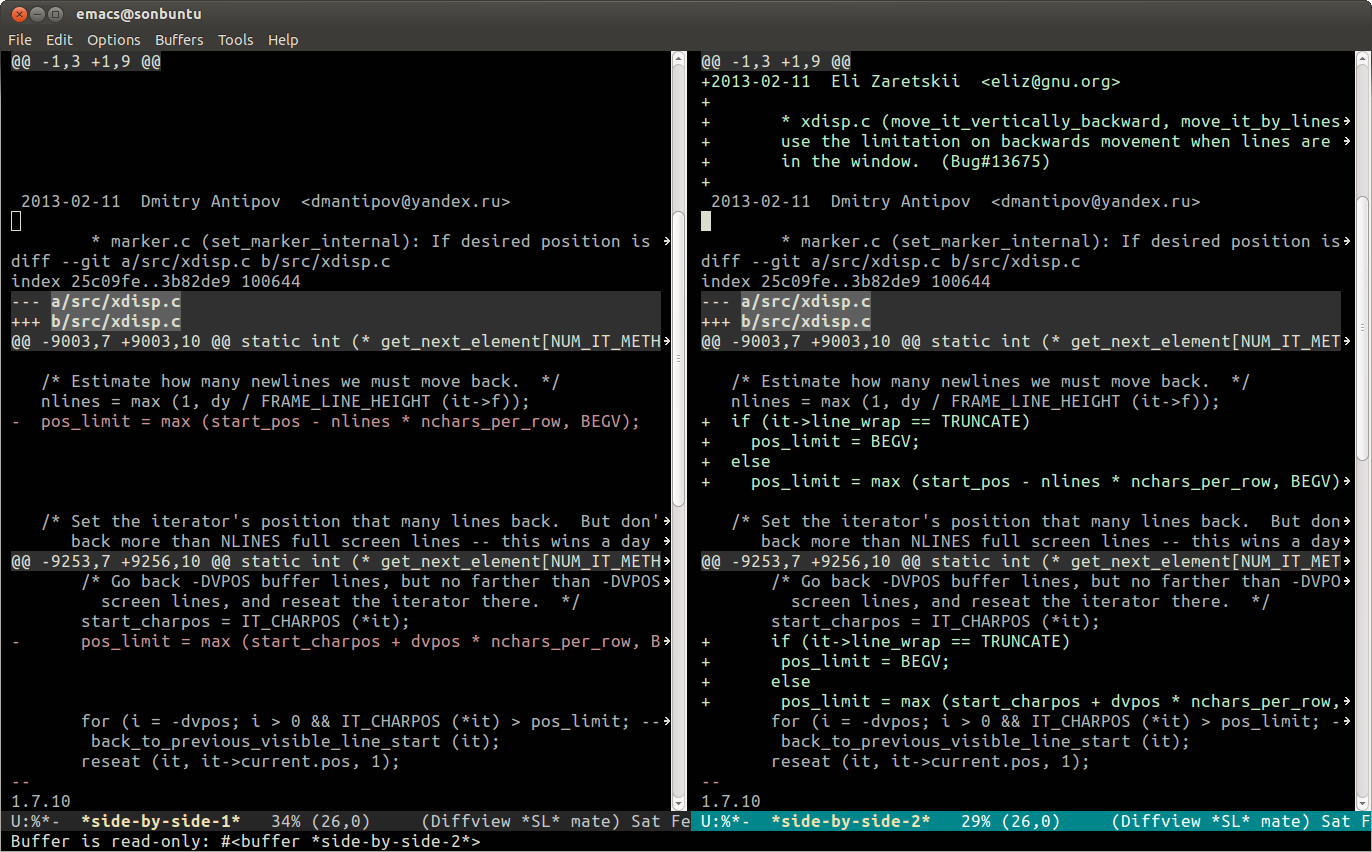 emacs@sonbuntu
File Edit Options Buffers Tools Help
@@ -1,3 +1,9 @@
 2013-02-11  Dmitry Antipov  <dmantipov@yandex.ru>
        * marker.c (set_marker_internal): If desired position is
diff --git a/src/xdisp.c b/src/xdisp.c
index 25c09fe..3b82de9 100644
--- a/src/xdisp.c
+++ b/src/xdisp.c
@@ -9003,7 +9003,10 @@ static int (* get_next_element[NUM_IT_METH
   /* Estimate how many newlines we must move back.  */
   nlines = max (1, dy / FRAME_LINE_HEIGHT (it->f));
-  pos_limit = max (start_pos - nlines * nchars_per_row, BEGV);
   /* Set the iterator's position that many lines back.  But don'
      back more than NLINES full screen lines -- this wins a day
@@ -9253,7 +9256,10 @@ static int (* get_next_element[NUM_IT_METH
       /* Go back -DVPOS buffer lines, but no farther than -DVPOS
         screen lines, and reseat the iterator there.  */
       start_charpos = IT_CHARPOS (*it);
-      pos_limit = max (start_charpos + dvpos * nchars_per_row, B
       for (i = -dvpos; i > 0 && IT_CHARPOS (*it) > pos_limit; --
        back_to_previous_visible_line_start (it);
       reseat (it, it->current.pos, 1);
--
1.7.10
U:%*-  *side-by-side-1*   34% (26,0)     (Diffview *SL* mate) Sat Fe
@@ -1,3 +1,9 @@
+2013-02-11  Eli Zaretskii  <eliz@gnu.org>
+
+       * xdisp.c (move_it_vertically_backward, move_it_by_lines
+       use the limitation on backwards movement when lines are
+       in the window.  (Bug#13675)
+
 2013-02-11  Dmitry Antipov  <dmantipov@yandex.ru>
        * marker.c (set_marker_internal): If desired position is
diff --git a/src/xdisp.c b/src/xdisp.c
index 25c09fe..3b82de9 100644
--- a/src/xdisp.c
+++ b/src/xdisp.c
@@ -9003,7 +9003,10 @@ static int (* get_next_element[NUM_IT_MET
   /* Estimate how many newlines we must move back.  */
   nlines = max (1, dy / FRAME_LINE_HEIGHT (it->f));
+  if (it->line_wrap == TRUNCATE)
+    pos_limit = BEGV;
+  else
+    pos_limit = max (start_pos - nlines * nchars_per_row, BEGV)
   /* Set the iterator's position that many lines back.  But don
      back more than NLINES full screen lines -- this wins a day
@@ -9253,7 +9256,10 @@ static int (* get_next_element[NUM_IT_MET
       /* Go back -DVPOS buffer lines, but no farther than -DVPO
         screen lines, and reseat the iterator there.  */
       start_charpos = IT_CHARPOS (*it);
+      if (it->line_wrap == TRUNCATE)
+       pos_limit = BEGV;
+      else
+       pos_limit = max (start_charpos + dvpos * nchars_per_row,
       for (i = -dvpos; i > 0 && IT_CHARPOS (*it) > pos_limit; -
        back_to_previous_visible_line_start (it);
       reseat (it, it->current.pos, 1);
--
1.7.10
U:%*-  *side-by-side-2*   29% (26,0)     (Diffview *SL* mate) Sat F
Buffer is read-only: #<buffer *side-by-side-2*>